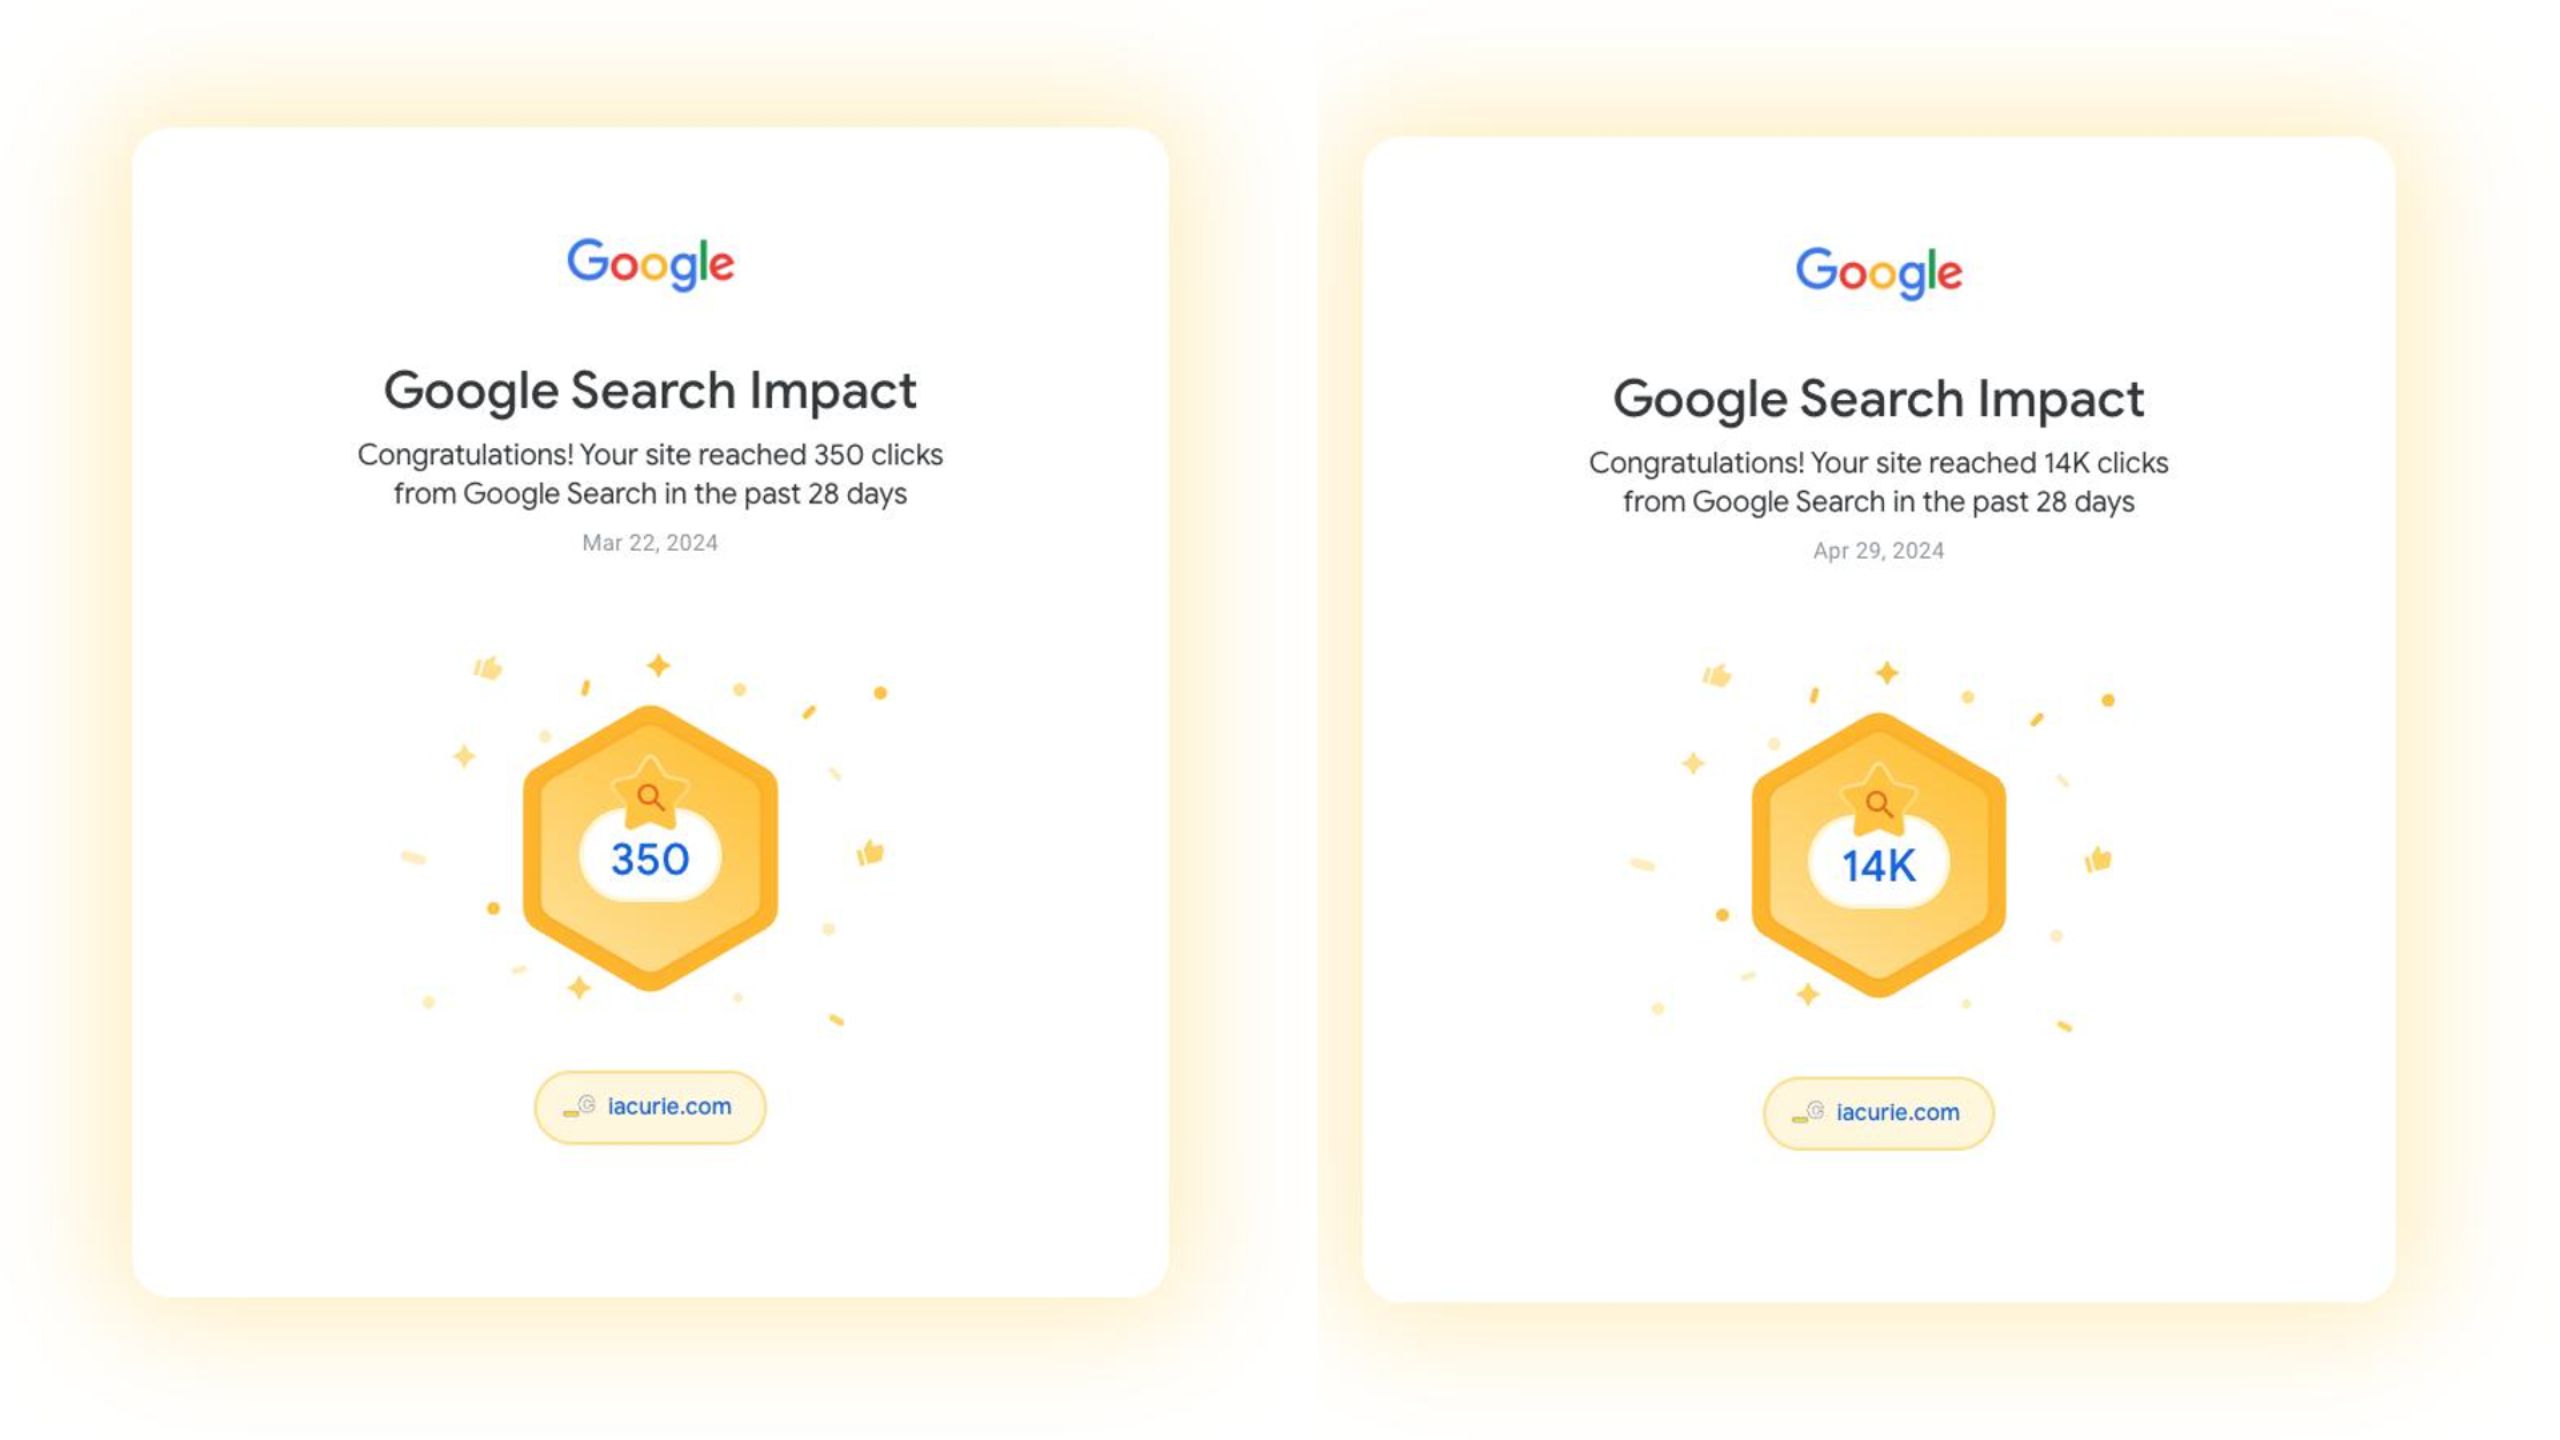 Google
Google Search Impact
Congratulations! Your site reached 350 clicks
from Google Search in the past 28 days
Mar 22, 2024
350
iacurie.com
Google
Google Search Impact
Congratulations! Your site reached 14K clicks
from Google Search in the past 28 days
Apr 29, 2024
14K
iacurie.com